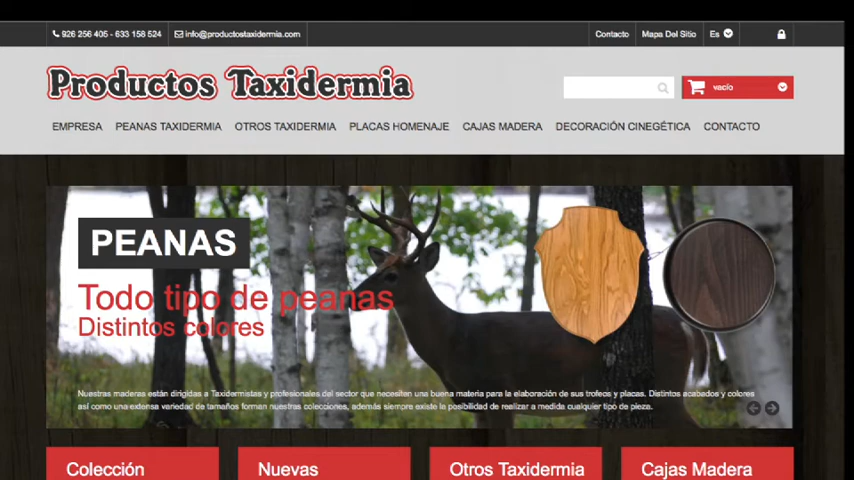 926 256 405 - 633 158 524
info@productostaxidermia.com
Contacto
Mapa Del Sitio
Es
Productos Taxidermia
vacío
EMPRESA
PEANAS TAXIDERMIA
OTROS TAXIDERMIA
PLACAS HOMENAJE
CAJAS MADERA
DECORACIÓN CINEGÉTICA
CONTACTO
PEANAS
Todo tipo de peanas
Distintos colores
Nuestras maderas están dirigidas a Taxidermistas y profesionales del sector que necesiten una buena materia para la elaboración de sus trofeos y placas. Distintos acabados y colores
así como una extensa variedad de tamaños forman nuestras colecciones, además siempre existe la posibilidad de realizar a medida cualquier tipo de pieza.
Colección
Nuevas
Otros Taxidermia
Cajas Madera